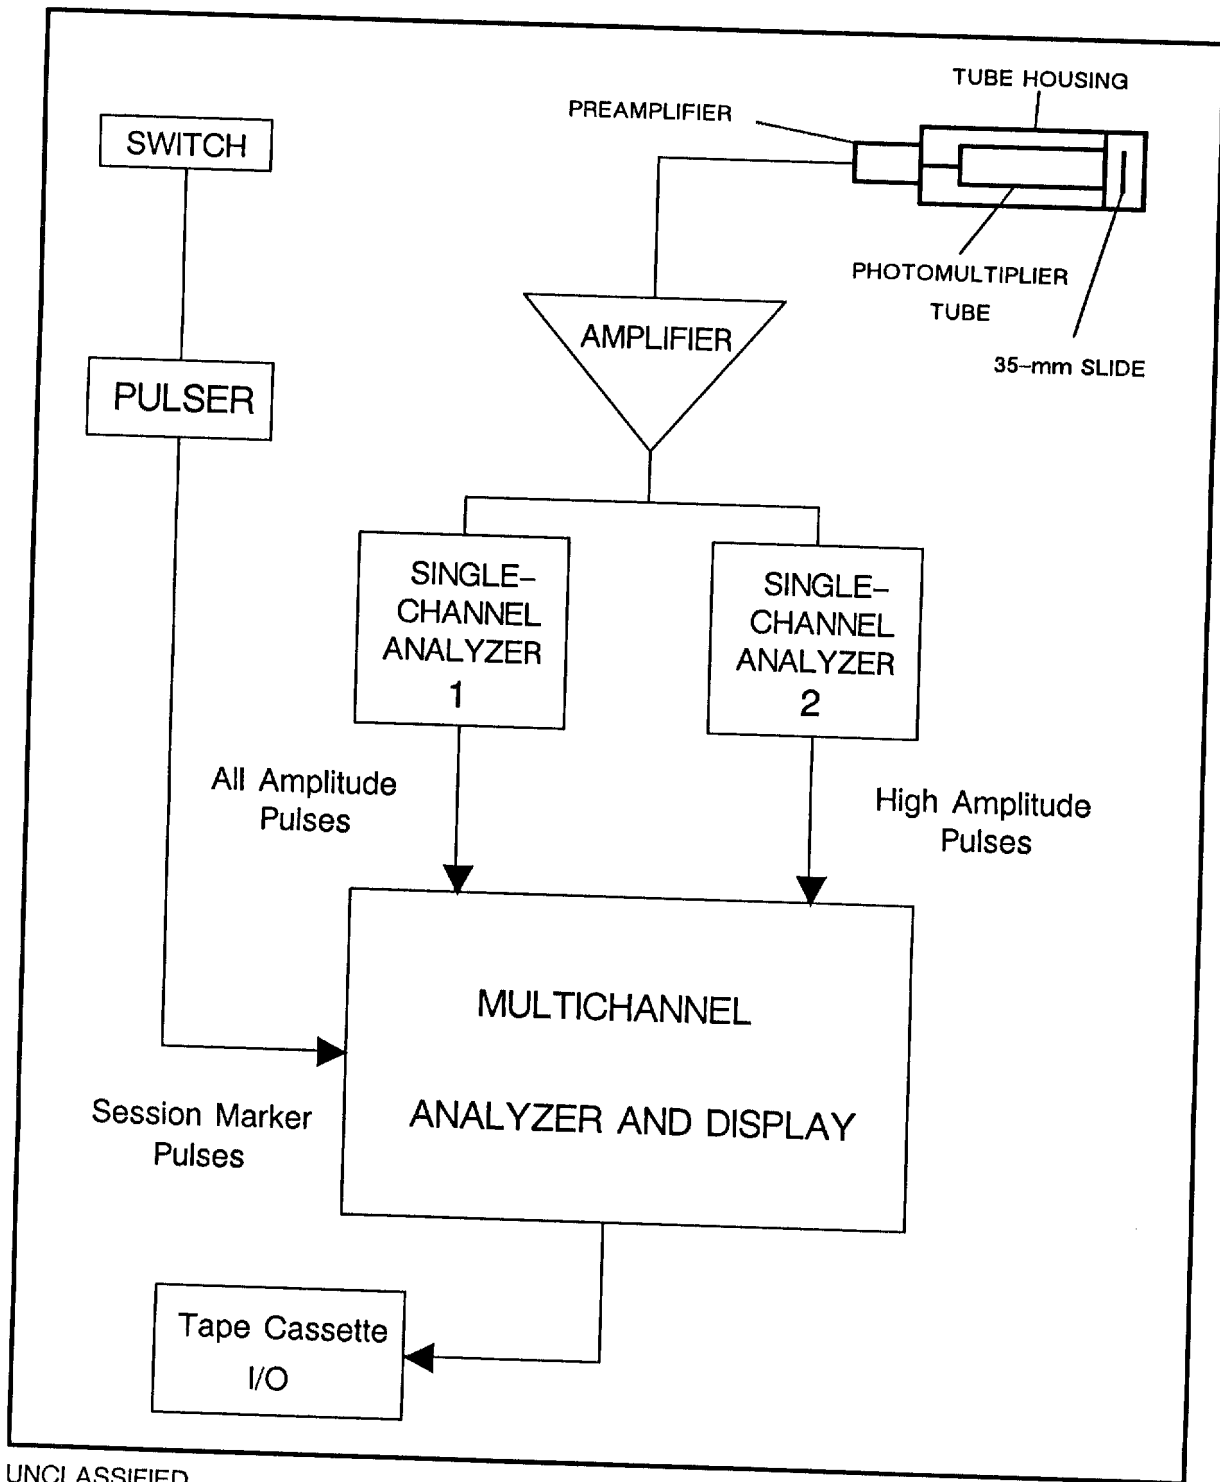 TUBE HOUSING
PREAMPLIFIER
SWITCH
PHOTOMULTIPLIER
TUBE
35-mm SLIDE
AMPLIFIER
PULSER
SINGLE-
CHANNEL
ANALYZER
1
SINGLE-
CHANNEL
ANALYZER
2
All Amplitude
Pulses
High Amplitude
Pulses
MULTICHANNEL
ANALYZER AND DISPLAY
Session Marker
Pulses
Tape Cassette
I/O
UNCLASSIFIED